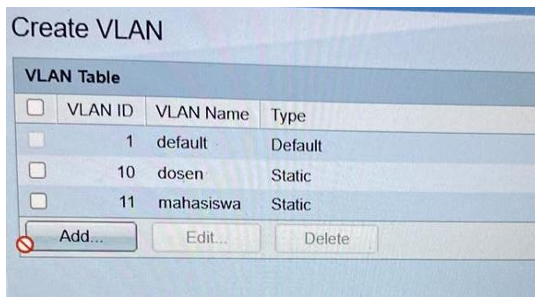 Create VLAN
VLAN Table
VLAN ID VLAN Name Type
1 default Default
10 dosen Static
11 mahasiswa Static
Add... Edit... Delete